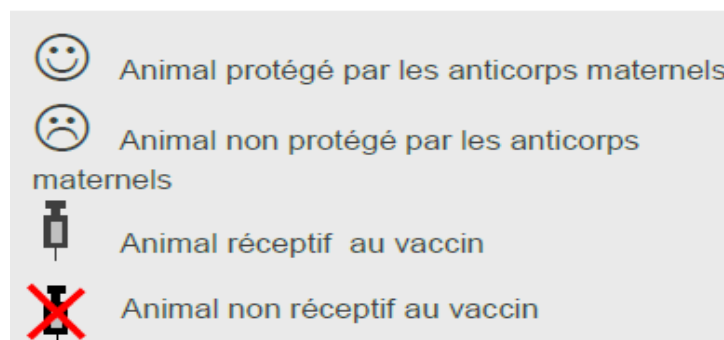 Animal protégé par les anticorps maternels
Animal non protégé par les anticorps
maternels
Animal réceptif au vaccin
Animal non réceptif au vaccin